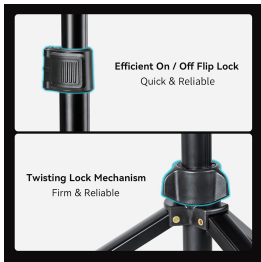 Efficient On / Off Flip Lock
Quick & Reliable
Twisting Lock Mechanism
Firm & Reliable